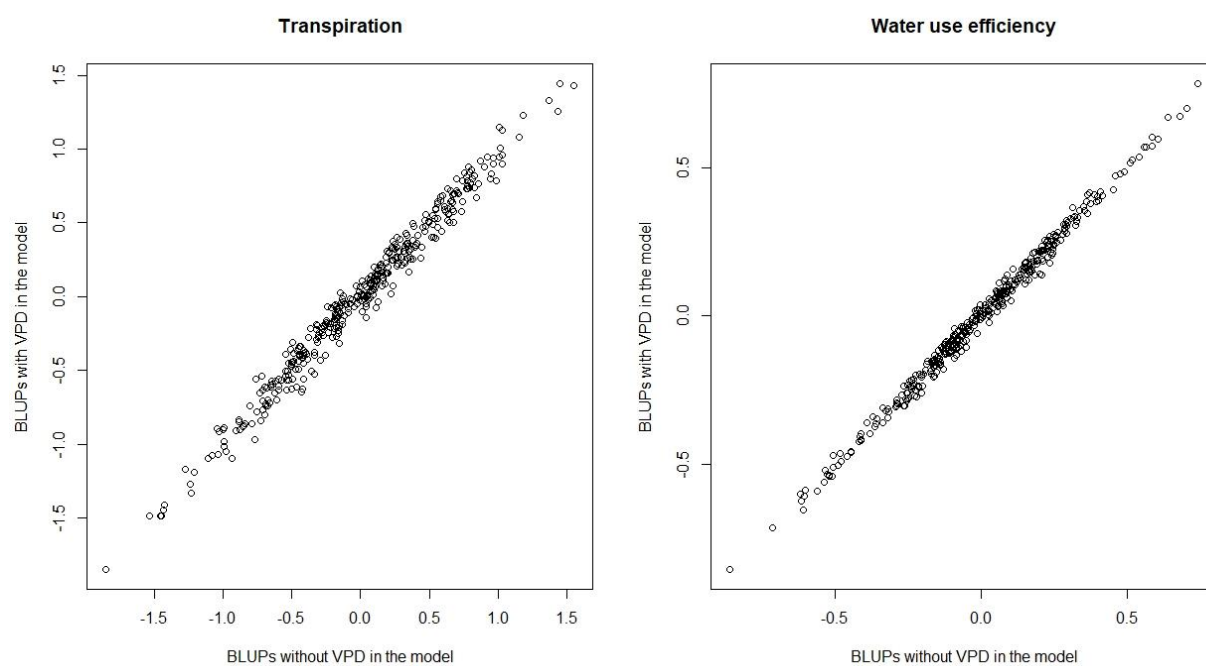 Transpiration
1.5
1.0
0.5
0.0
-0.5
-1.0
-1.5
BLUPs with VPD in the model
-1.5 -1.0 -0.5 0.0 0.5 1.0 1.5
BLUPs without VPD in the model
Water use efficiency
0.5
0.0
-0.5
BLUPs with VPD in the model
-0.5 0.0 0.5
BLUPs without VPD in the model